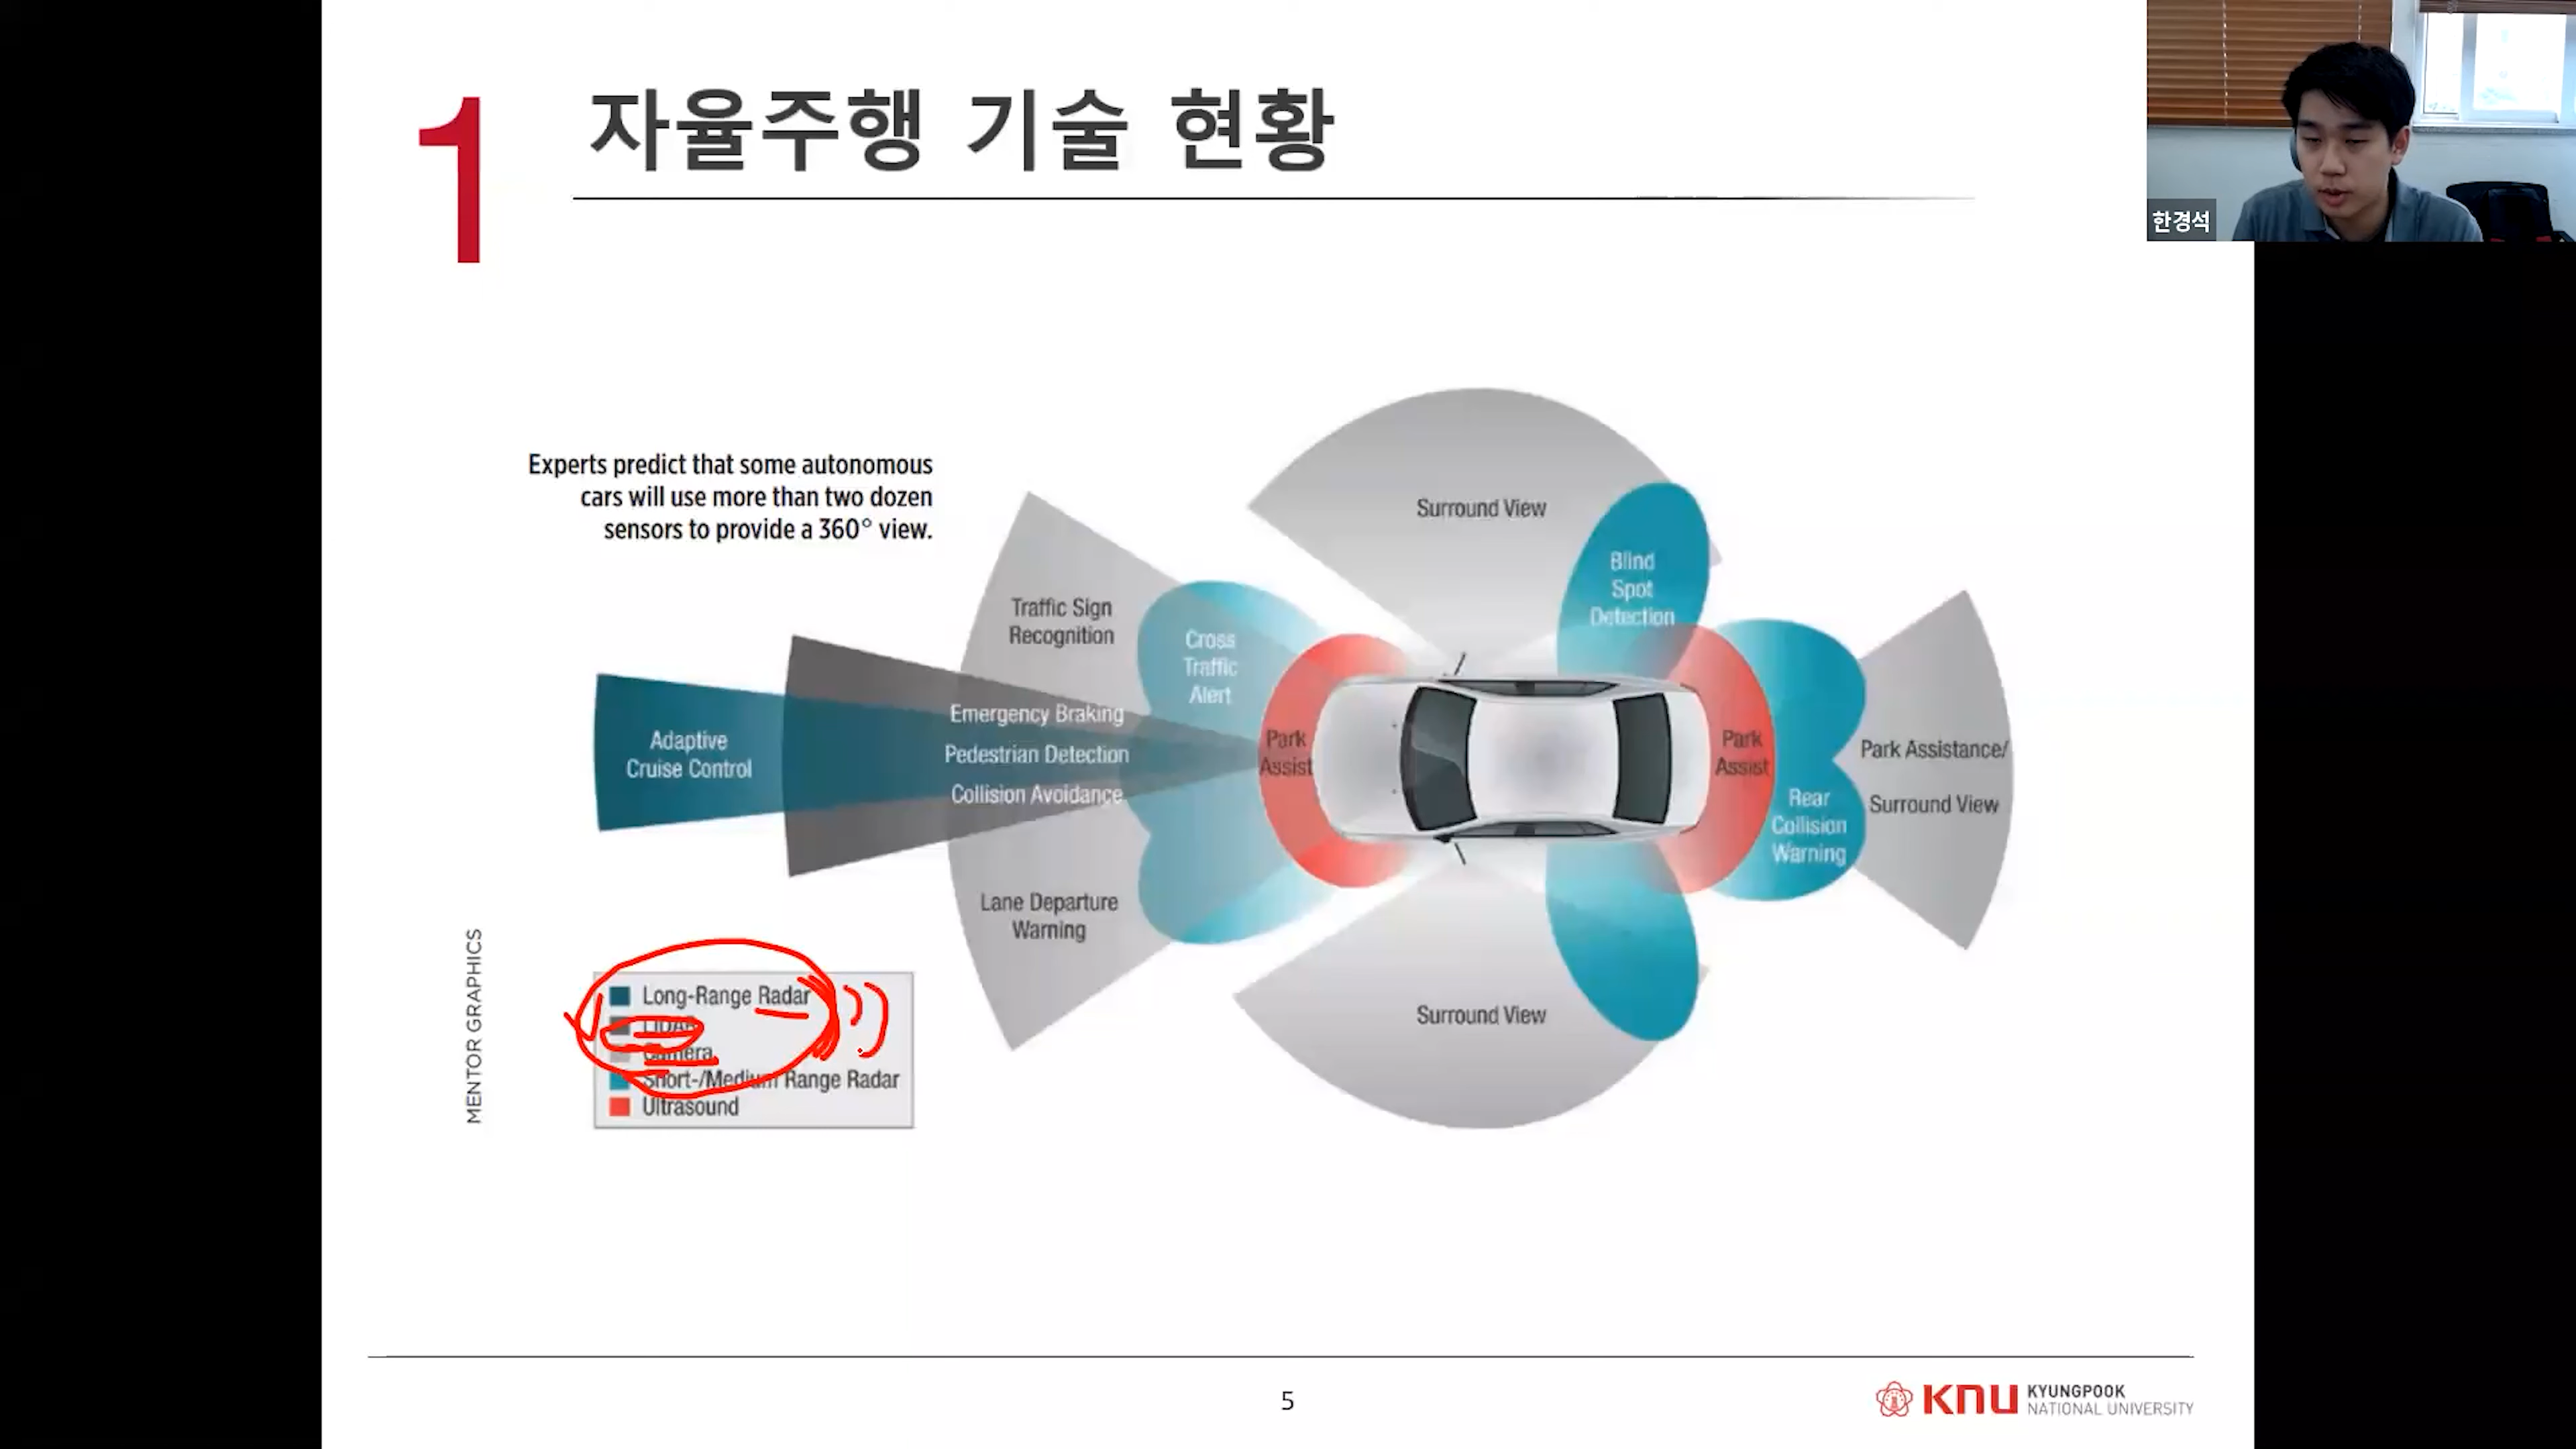 1
자율주행 기술 현황
한경석
Experts predict that some autonomous
cars will use more than two dozen
sensors to provide a 360° view.
Surround View
Blind
Spot
Detection
Traffic Sign
Recognition
Cross
Traffic
Alert
Adaptive
Cruise Control
Emergency Braking
Pedestrian Detection
Collision Avoidance
Park
Assist
Park
Assist
Rear
Collision
Warning
Park Assistance/
Surround View
Lane Departure
Warning
Surround View
MENTOR GRAPHICS
Long-Range Radar
LIDAR
Camera
Short-/Medium Range Radar
Ultrasound
5
KNU KYUNGPOOK
NATIONAL UNIVERSITY